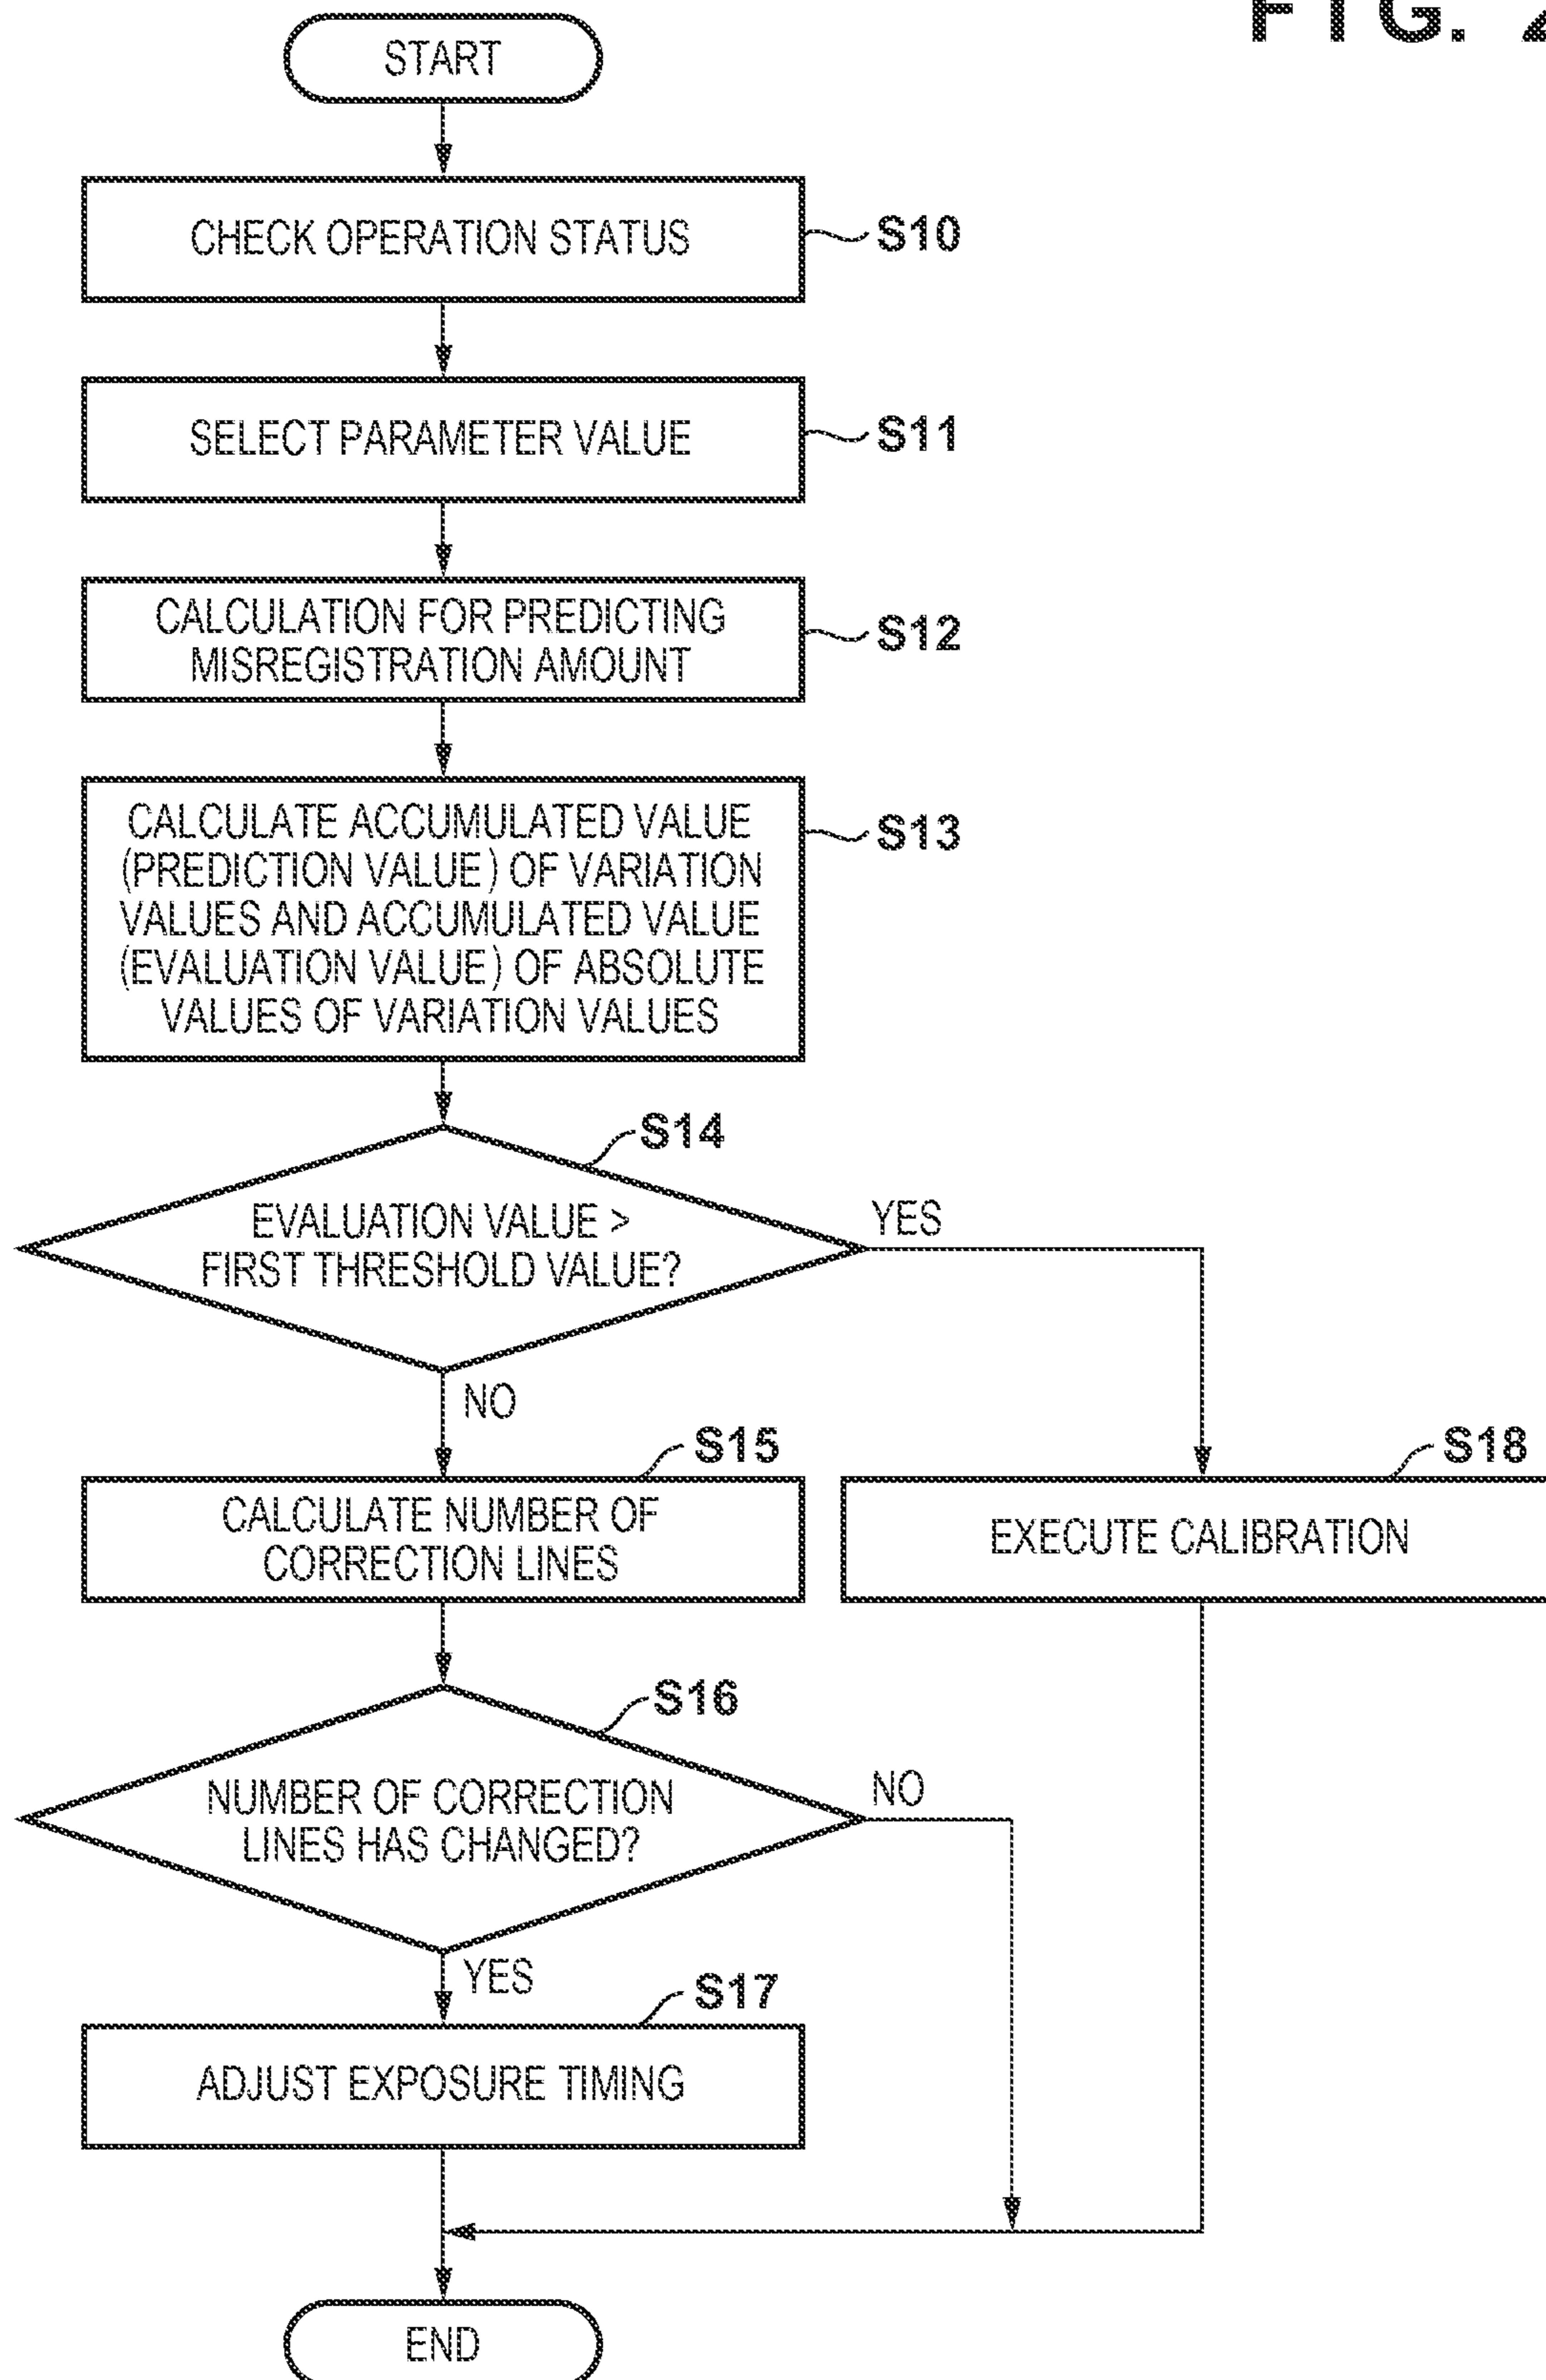 FIG. 2
START
CHECK OPERATION STATUS
S10
SELECT PARAMETER VALUE
S11
CALCULATION FOR PREDICTING
MISREGISTRATION AMOUNT
S12
CALCULATE ACCUMULATED VALUE
(PREDICTION VALUE) OF VARIATION
VALUES AND ACCUMULATED VALUE
(EVALUATION VALUE) OF ABSOLUTE
VALUES OF VARIATION VALUES
S13
S14
EVALUATION VALUE >
FIRST THRESHOLD VALUE?
YES
NO
S15
CALCULATE NUMBER OF
CORRECTION LINES
S18
EXECUTE CALIBRATION
S16
NUMBER OF CORRECTION
LINES HAS CHANGED?
NO
YES
S17
ADJUST EXPOSURE TIMING
END